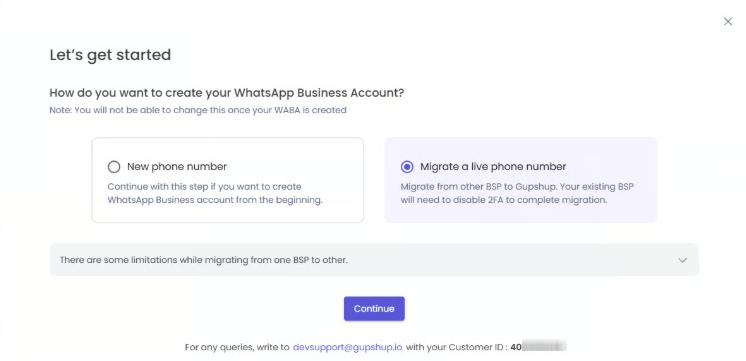 Let's get started
How do you want to create your WhatsApp Business Account?
Note: You will not be able to change this once your WABA is created
New phone number
Continue with this step if you want to create
WhatsApp Business account from the beginning.
Migrate a live phone number
Migrate from other BSP to Gupshup. Your existing BSP
will need to disable 2FA to complete migration.
There are some limitations while migrating from one BSP to other.
Continue
For any queries, write to devsupport@gupshup.io with your Customer ID : 40